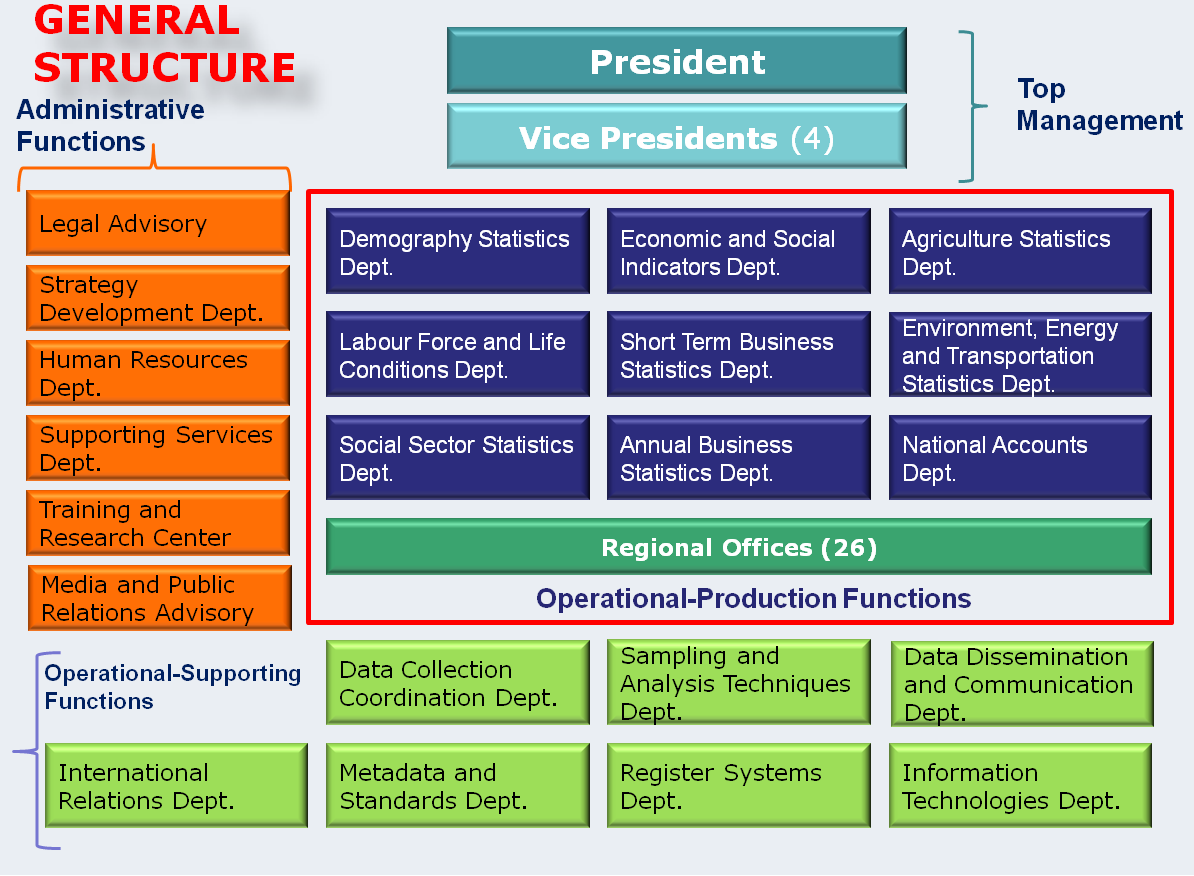 GENERAL
STRUCTURE
President
Vice Presidents (4)
Top
Management
Administrative
Functions
Legal Advisory
Strategy
Development Dept.
Human Resources
Dept.
Supporting Services
Dept.
Training and
Research Center
Media and Public
Relations Advisory
Demography Statistics
Dept.
Economic and Social
Indicators Dept.
Agriculture Statistics
Dept.
Labour Force and Life
Conditions Dept.
Short Term Business
Statistics Dept.
Environment, Energy
and Transportation
Statistics Dept.
Social Sector Statistics
Dept.
Annual Business
Statistics Dept.
National Accounts
Dept.
Regional Offices (26)
Operational-Production Functions
Operational-Supporting
Functions
Data Collection
Coordination Dept.
Sampling and
Analysis Techniques
Dept.
Data Dissemination
and Communication
Dept.
International
Relations Dept.
Metadata and
Standards Dept.
Register Systems
Dept.
Information
Technologies Dept.